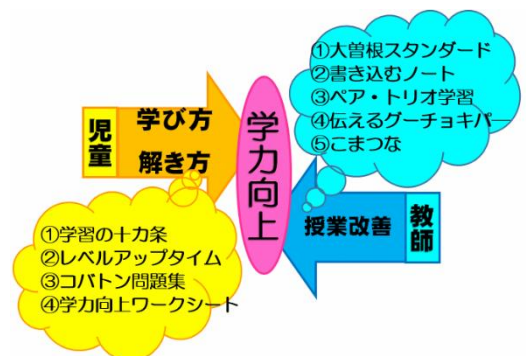 児童
学び方
解き方
学力向上
①大曽根スタンダード
②書き込むノート
③ペア・トリオ学習
④伝えるグーチョキパー
⑤こまつな
授業改善
教師
①学習の十カ条
②レベルアップタイム
③コバトン問題集
④学力向上ワークシート